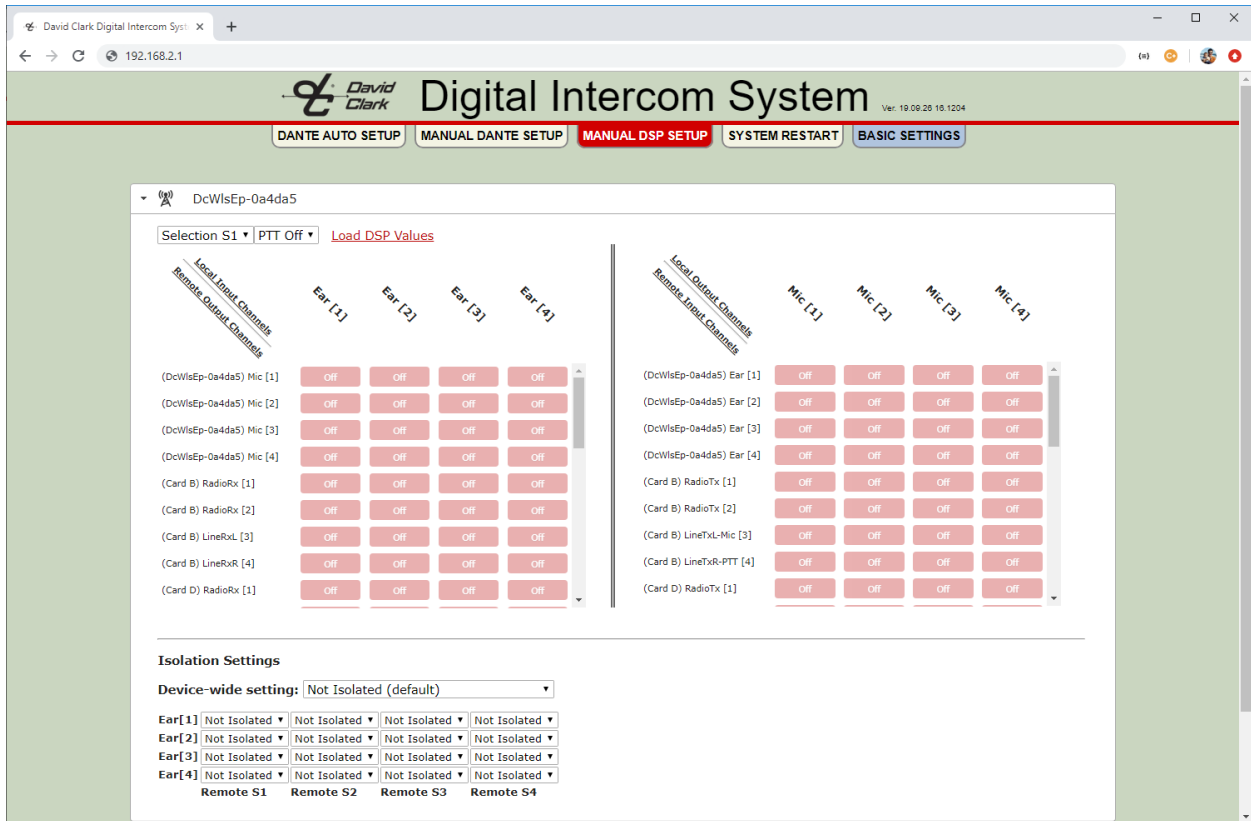 David Clark Digital Intercom Syst
192.168.2.1
David Clark Digital Intercom System Ver. 19.09.26 16.1204
DANTE AUTO SETUP MANUAL DANTE SETUP MANUAL DSP SETUP SYSTEM RESTART BASIC SETTINGS
DcWlsEp-0a4da5
Selection S1 PTT Off Load DSP Values
Local Input Channels
Remote Output Channels
Ear [1] Ear [2] Ear [3] Ear [4]
Local Output Channels
Remote Input Channels
Mic [1] Mic [2] Mic [3] Mic [4]
(DcWlsEp-0a4da5) Mic [1] Off Off Off Off
(DcWlsEp-0a4da5) Mic [2] Off Off Off Off
(DcWlsEp-0a4da5) Mic [3] Off Off Off Off
(DcWlsEp-0a4da5) Mic [4] Off Off Off Off
(Card B) RadioRx [1] Off Off Off Off
(Card B) RadioRx [2] Off Off Off Off
(Card B) LineRxL [3] Off Off Off Off
(Card B) LineRxR [4] Off Off Off Off
(Card D) RadioRx [1] Off Off Off Off
(DcWlsEp-0a4da5) Ear [1] Off Off Off Off
(DcWlsEp-0a4da5) Ear [2] Off Off Off Off
(DcWlsEp-0a4da5) Ear [3] Off Off Off Off
(DcWlsEp-0a4da5) Ear [4] Off Off Off Off
(Card B) RadioTx [1] Off Off Off Off
(Card B) RadioTx [2] Off Off Off Off
(Card B) LineTxL-Mic [3] Off Off Off Off
(Card B) LineTxR-PTT [4] Off Off Off Off
(Card D) RadioTx [1] Off Off Off Off
Isolation Settings
Device-wide setting: Not Isolated (default)
Ear[1] Not Isolated Not Isolated Not Isolated Not Isolated
Ear[2] Not Isolated Not Isolated Not Isolated Not Isolated
Ear[3] Not Isolated Not Isolated Not Isolated Not Isolated
Ear[4] Not Isolated Not Isolated Not Isolated Not Isolated
Remote S1 Remote S2 Remote S3 Remote S4